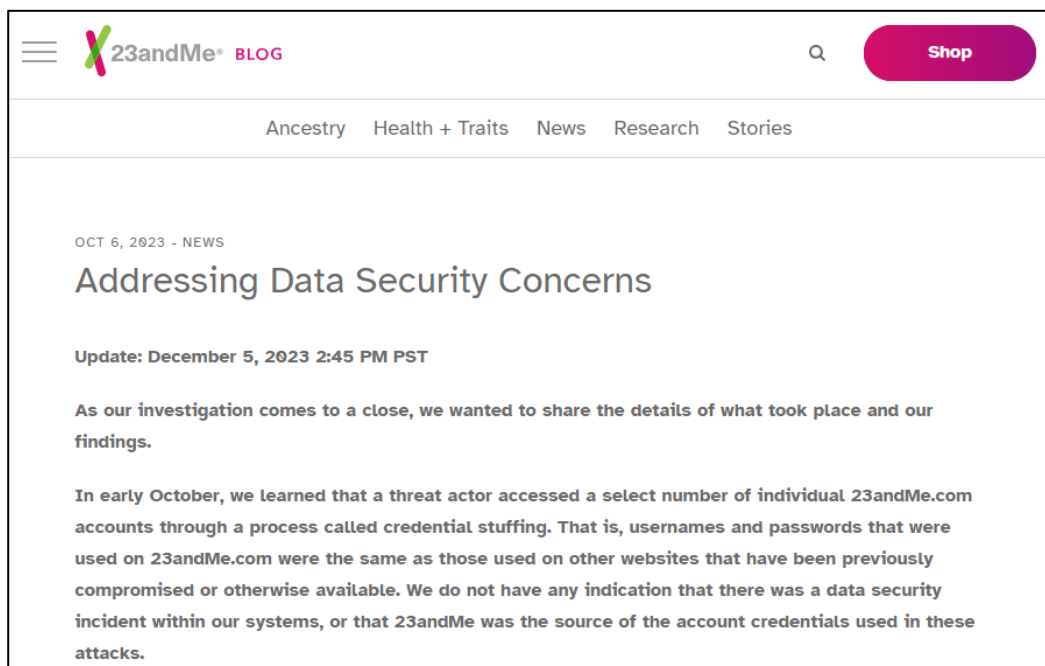 23andMe® BLOG
Shop
Ancestry Health + Traits News Research Stories
OCT 6, 2023 - NEWS
Addressing Data Security Concerns
Update: December 5, 2023 2:45 PM PST
As our investigation comes to a close, we wanted to share the details of what took place and our
findings.
In early October, we learned that a threat actor accessed a select number of individual 23andMe.com
accounts through a process called credential stuffing. That is, usernames and passwords that were
used on 23andMe.com were the same as those used on other websites that have been previously
compromised or otherwise available. We do not have any indication that there was a data security
incident within our systems, or that 23andMe was the source of the account credentials used in these
attacks.